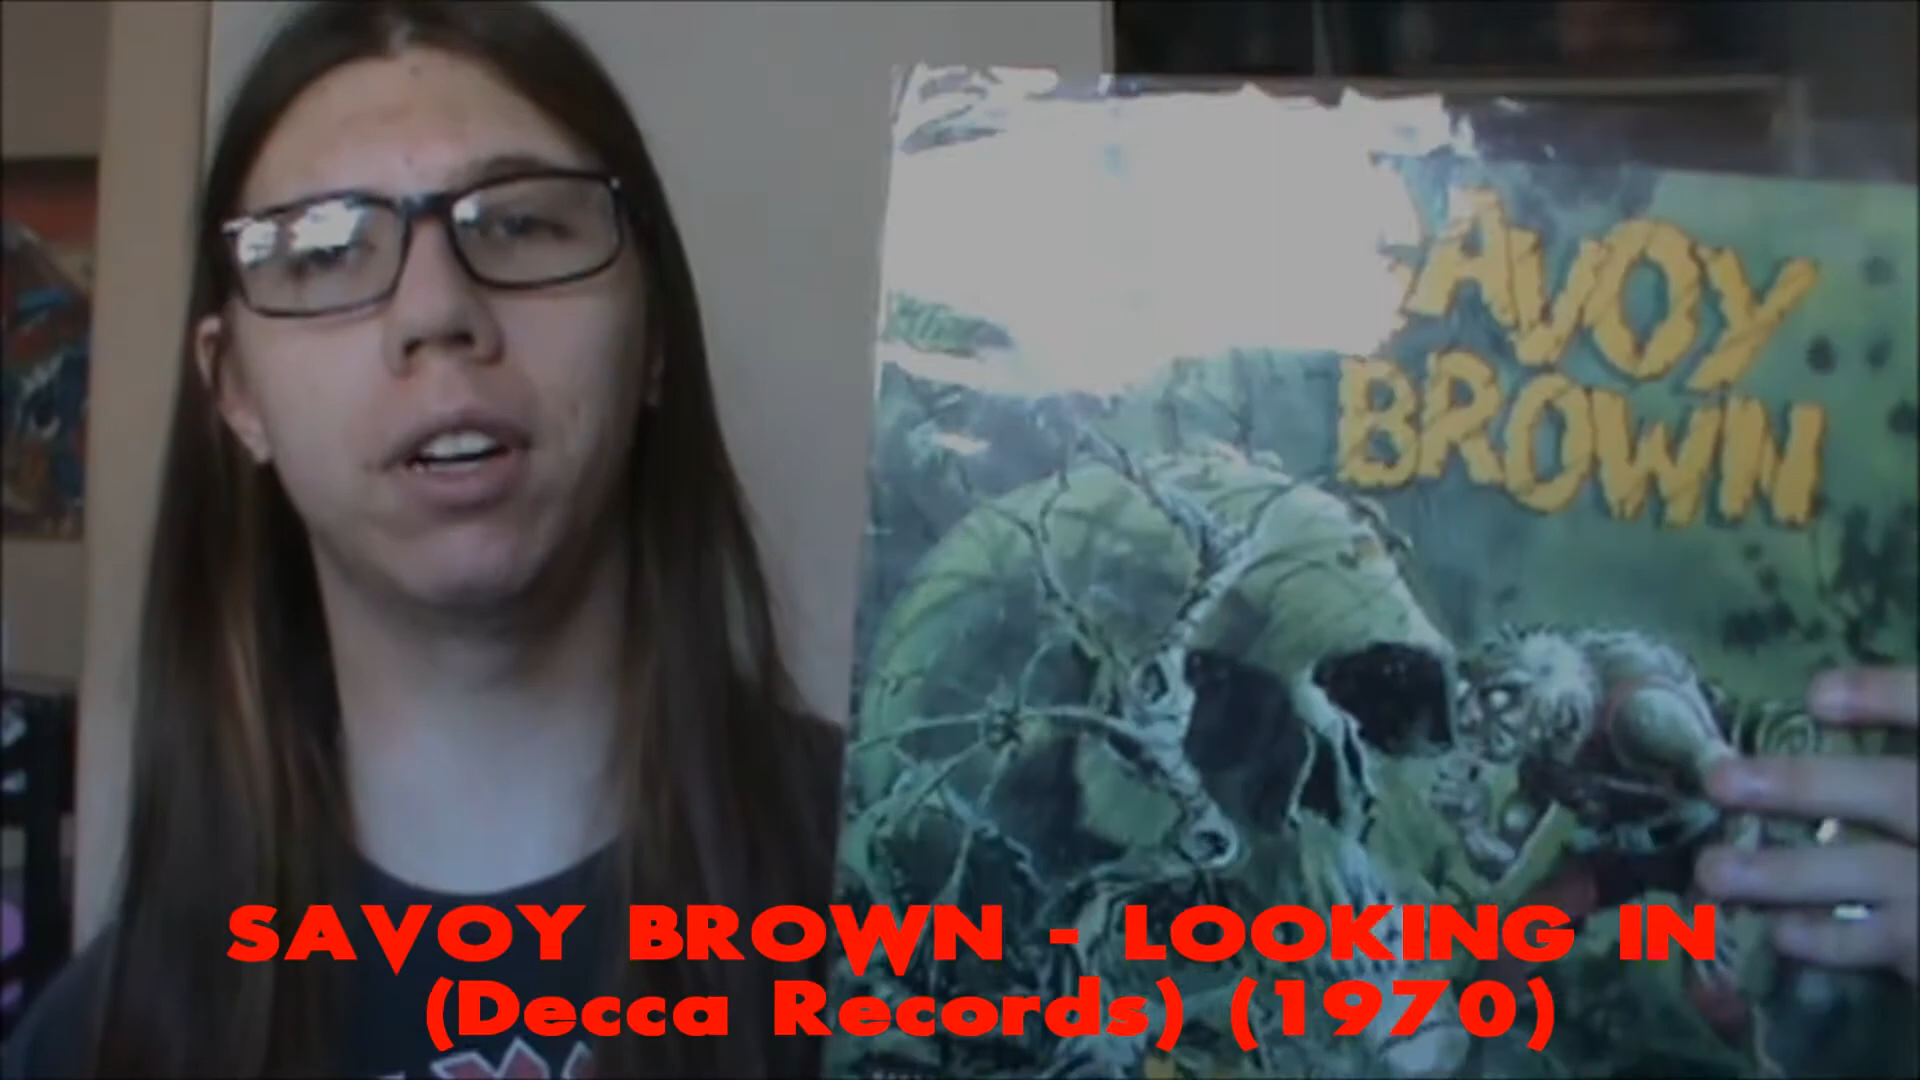 AVOY
BROWN
SAVOY BROWN - LOOKING IN
(Decca Records) (1970)